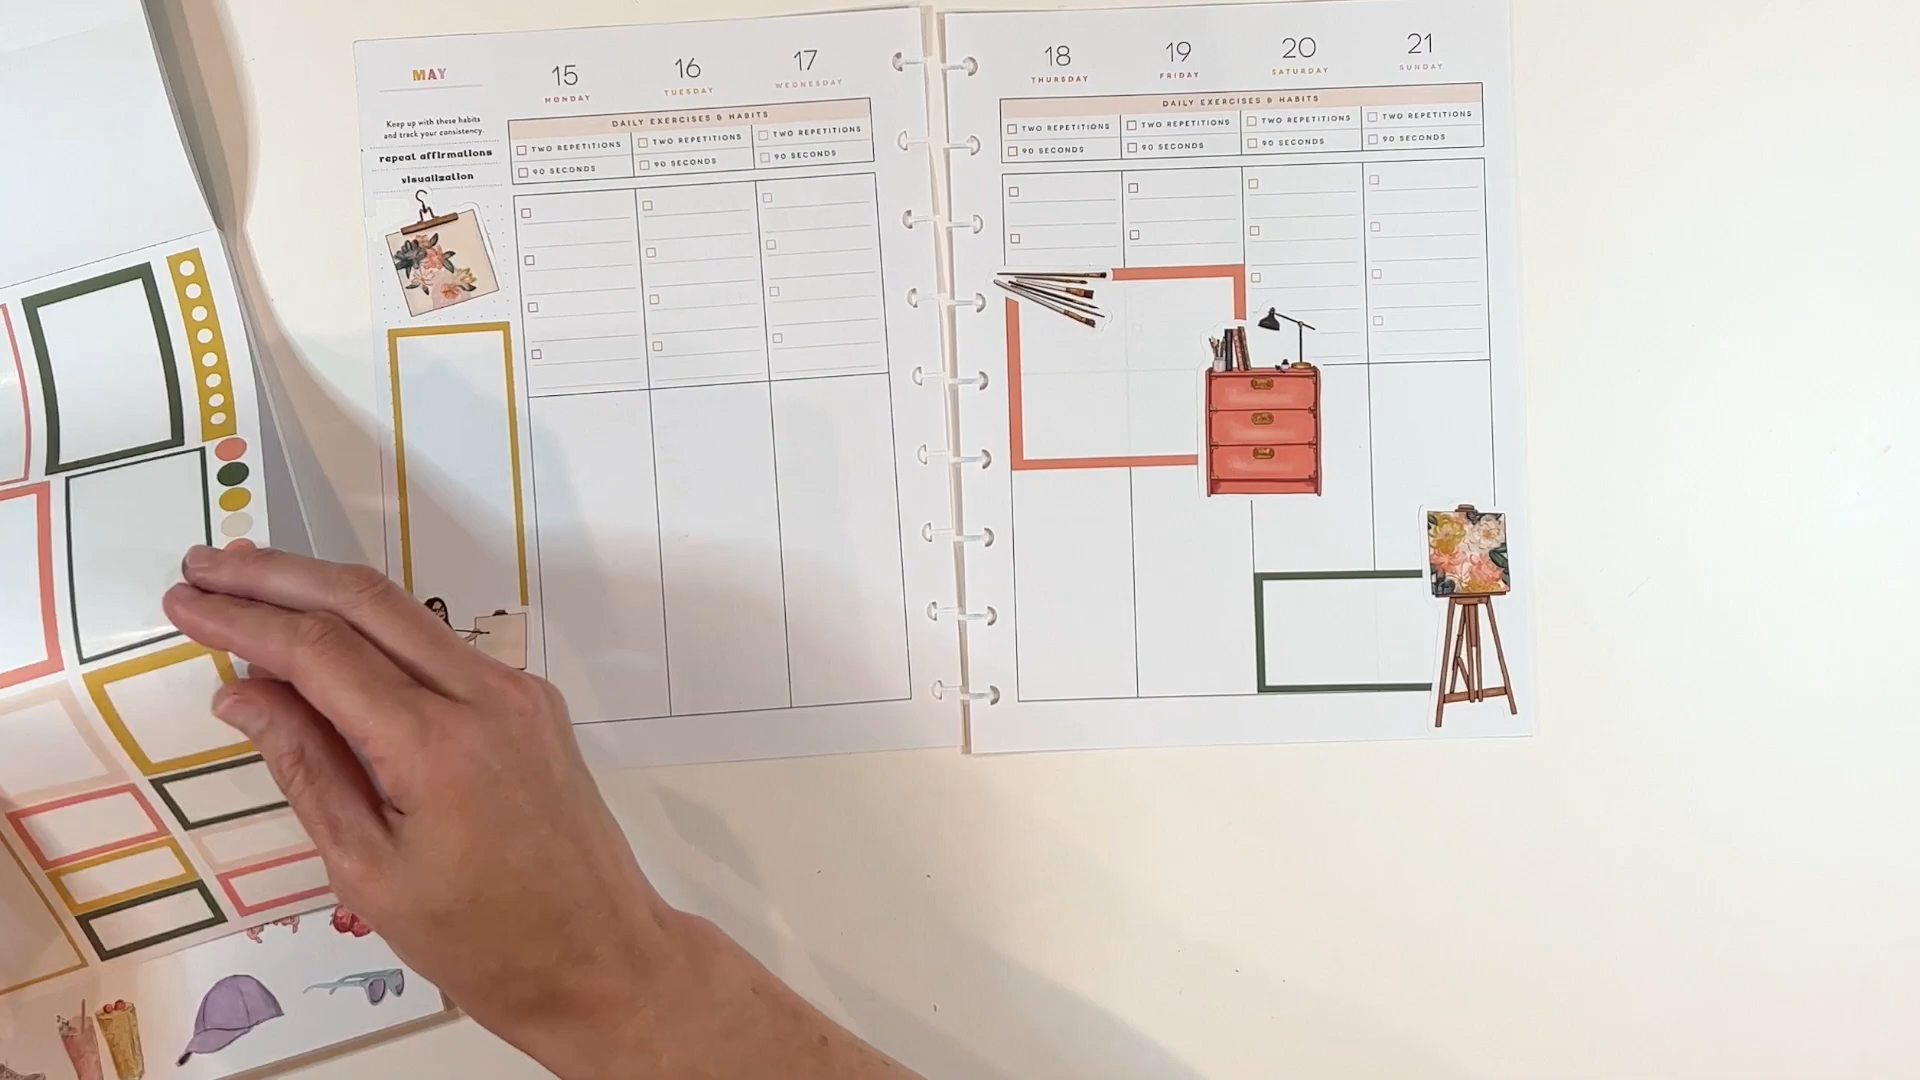 MAY
15
MONDAY
16
TUESDAY
17
WEDNESDAY
Keep up with these habits
and track your consistency.
repeat affirmations
visualization
DAILY EXERCISES & HABITS
TWO REPETITIONS
TWO REPETITIONS
TWO REPETITIONS
90 SECONDS
90 SECONDS
90 SECONDS
18
THURSDAY
19
FRIDAY
20
SATURDAY
21
SUNDAY
DAILY EXERCISES & HABITS
TWO REPETITIONS
TWO REPETITIONS
TWO REPETITIONS
TWO REPETITIONS
90 SECONDS
90 SECONDS
90 SECONDS
90 SECONDS